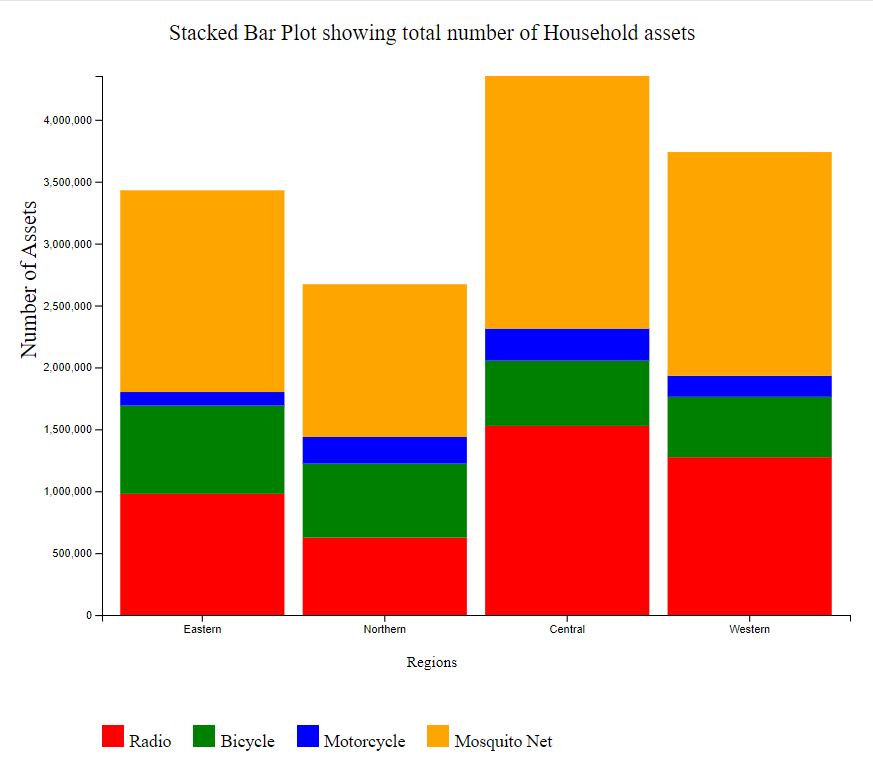 Stacked Bar Plot showing total number of Household assets
Number of Assets
4,000,000
3,500,000
3,000,000
2,500,000
2,000,000
1,500,000
1,000,000
500,000
0
Eastern Northern Central Western
Regions
Radio Bicycle Motorcycle Mosquito Net